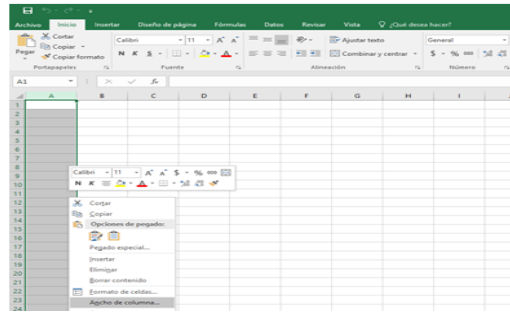 Archivo Inicio Insertar Diseño de página Fórmulas Datos Revisar Vista ¿Qué desea hacer?
Pegar
Cortar
Copiar
Copiar formato
Portapapeles
Calibri 11 A A
N K S A
Fuente
Ajustar texto
Combinar y centrar
Alineación
General
$ % 000
Número
A1 fx
A B C D E F G H I
1
2
3
4
5
6
7
8
9
10
11
12
13
14
15
16
17
18
19
20
21
22
23
24
Calibri 11 A A $ % 000
N K A
Cortar
Copiar
Opciones de pegado:
Pegado especial...
Insertar
Eliminar
Borrar contenido
Formato de celdas...
Ancho de columna...